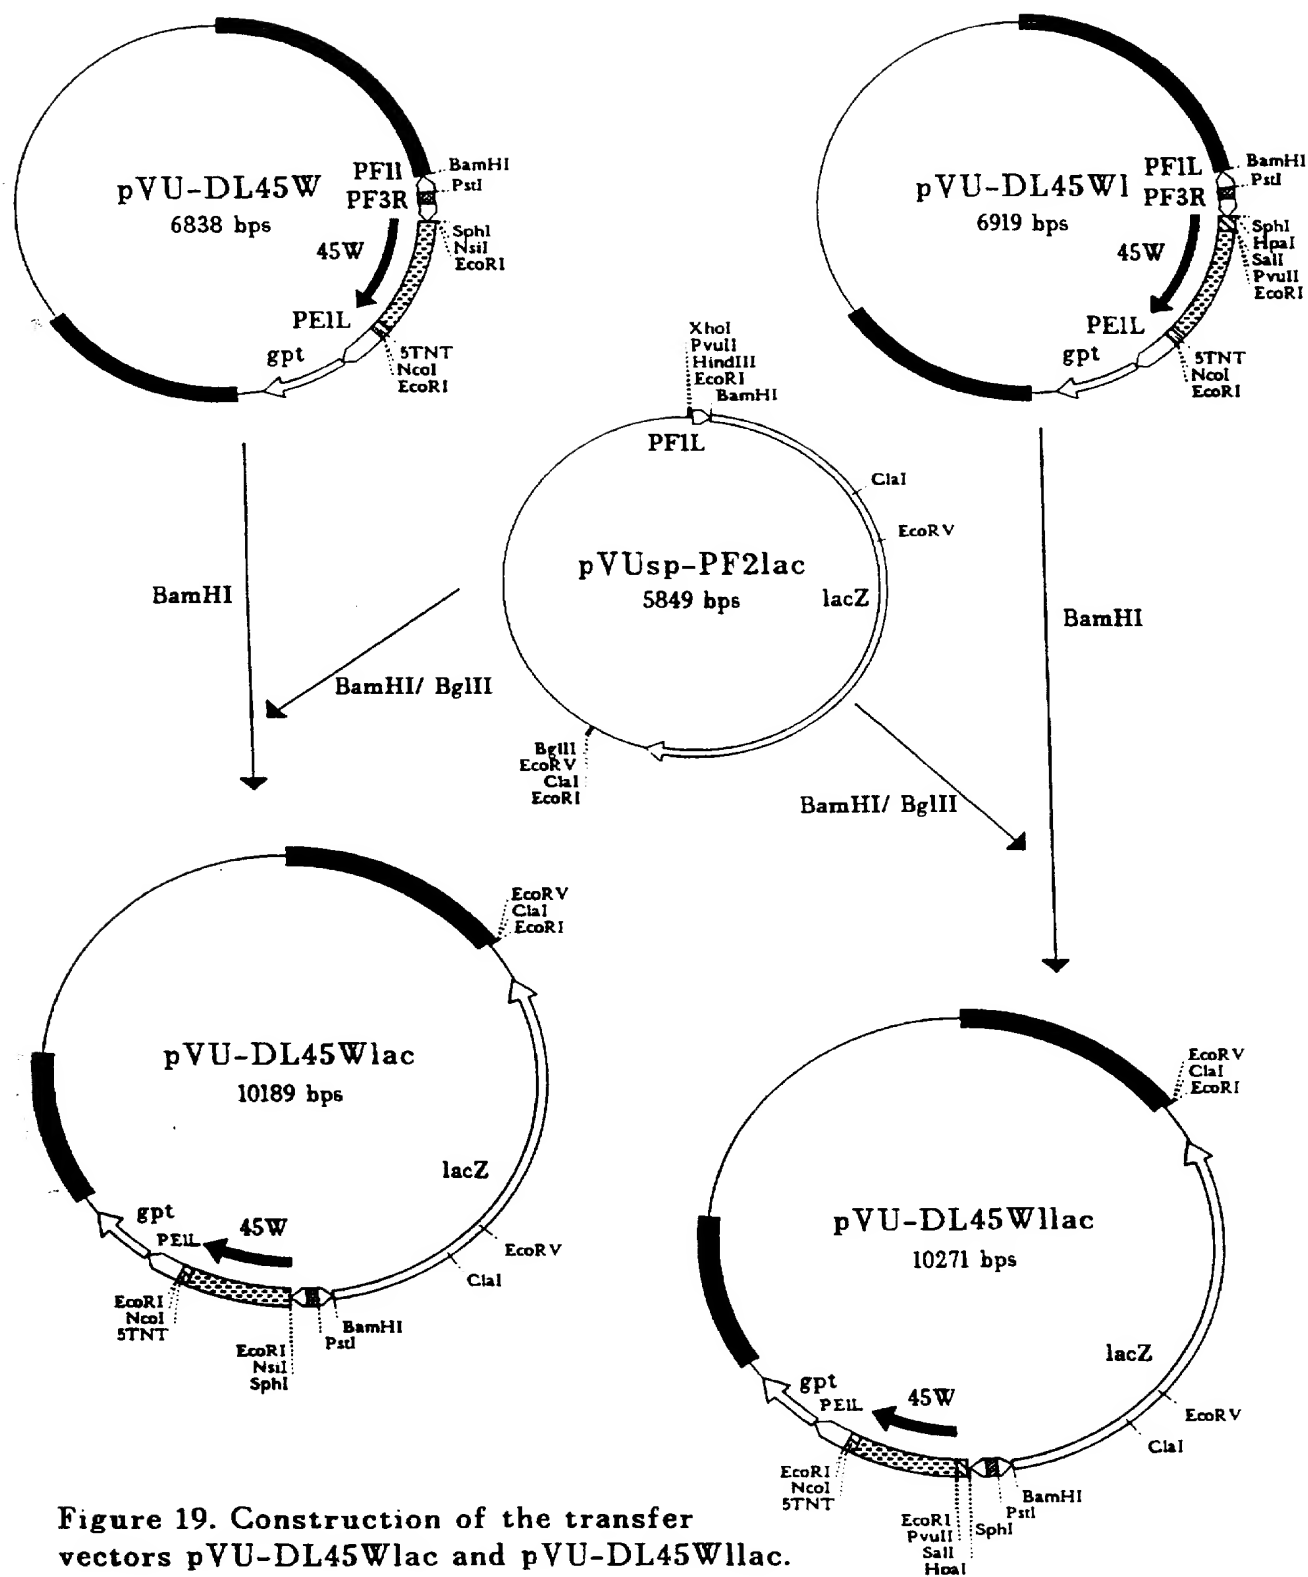 BamHI
PF1l
PstI
pVU-DL45W
PF3R
6838 bps
SphI
NsiI
45W
EcoRI
PE1L
gpt
5TNT
NcoI
EcoRI
PF1L
BamHI
PstI
pVU-DL45W1
PF3R
6919 bps
SphI
HpaI
45W
SalI
PvuII
EcoRI
PE1L
gpt
5TNT
NcoI
EcoRI
XhoI
PvuII
HindIII
EcoRI
BamHI
PF1L
ClaI
EcoRV
pVUsp-PF2lac
5849 bps
lacZ
BglII
EcoRV
ClaI
EcoRI
BamHI
BamHI/ BglII
BamHI
BamHI/ BglII
EcoRV
ClaI
EcoRI
pVU-DL45Wlac
10189 bps
lacZ
gpt
45W
PE1L
EcoRV
ClaI
EcoRI
NcoI
5TNT
BamHI
PstI
EcoRI
NsiI
SphI
EcoRV
ClaI
EcoRI
pVU-DL45W1lac
10271 bps
lacZ
gpt
45W
PE1L
EcoRV
ClaI
EcoRI
NcoI
5TNT
BamHI
PstI
SphI
EcoRI
PvuII
SalI
HpaI
Figure 19. Construction of the transfer
vectors pVU-DL45Wlac and pVU-DL45W1lac.